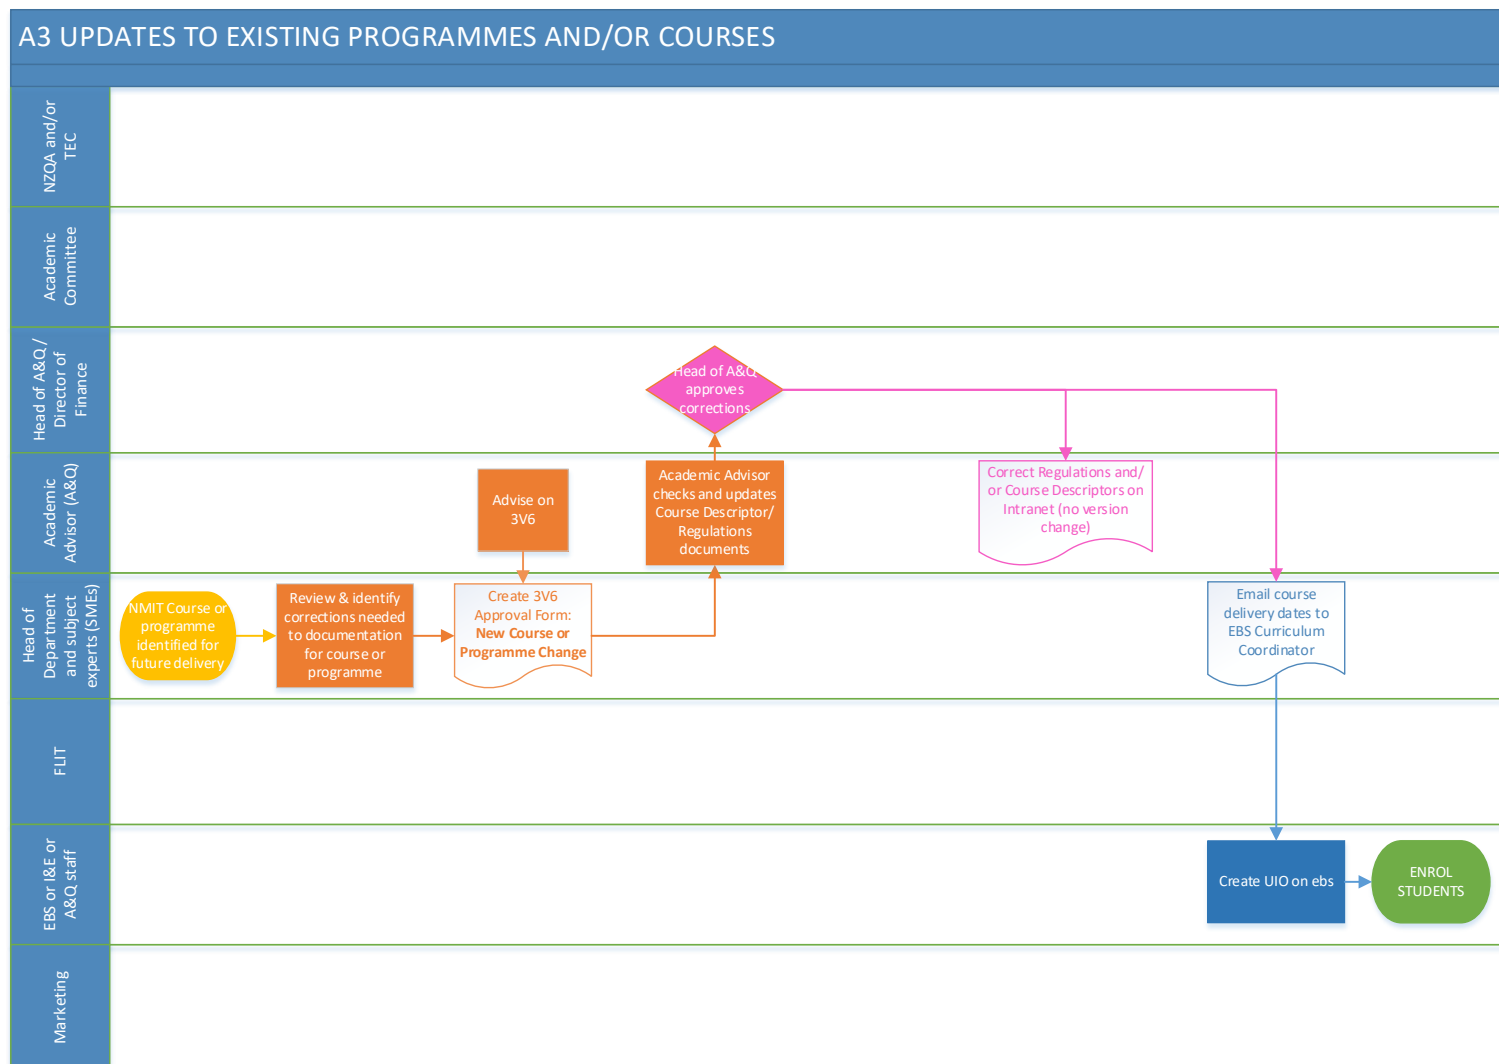 A3 UPDATES TO EXISTING PROGRAMMES AND/OR COURSES
NZQA and/or
TEC
Academic
Committee
Head of A&Q/
Director of
Finance
Head of A&Q
approves
corrections
Academic
Advisor (A&Q)
Advise on
3V6
Academic Advisor
checks and updates
Course Descriptor/
Regulations
documents
Correct Regulations and/
or Course Descriptors on
Intranet (no version
change)
Head of
Department
and subject
experts (SMEs)
NMIT Course or
programme
identified for
future delivery
Review & identify
corrections needed
to documentation
for course or
programme
Create 3V6
Approval Form:
New Course or
Programme Change
Email course
delivery dates to
EBS Curriculum
Coordinator
FLIT
EBS or I&E or
A&Q staff
Create UIO on ebs
ENROL
STUDENTS
Marketing